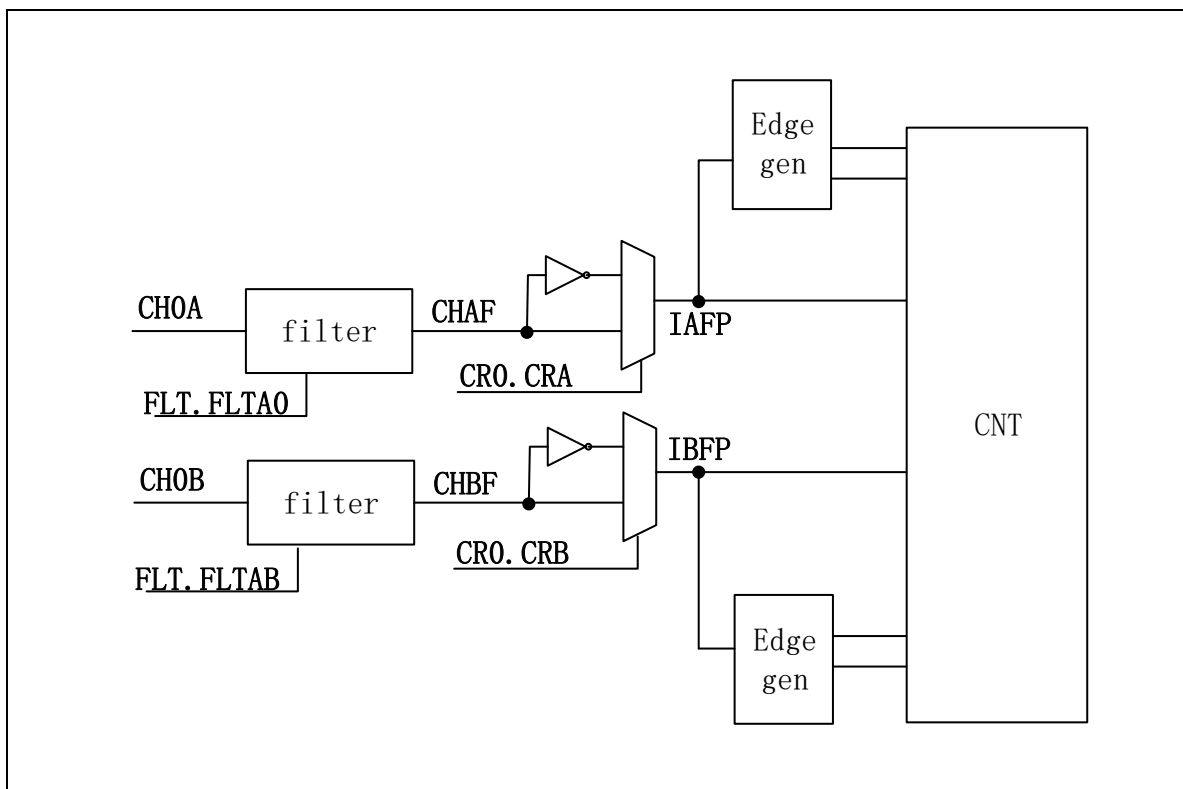 Edge
gen
CH0A
filter
CHAF
IAFP
CR0.CRA
FLT.FLTA0
CNT
CH0B
filter
CHBF
IBFP
CR0.CRB
FLT.FLTAB
Edge
gen